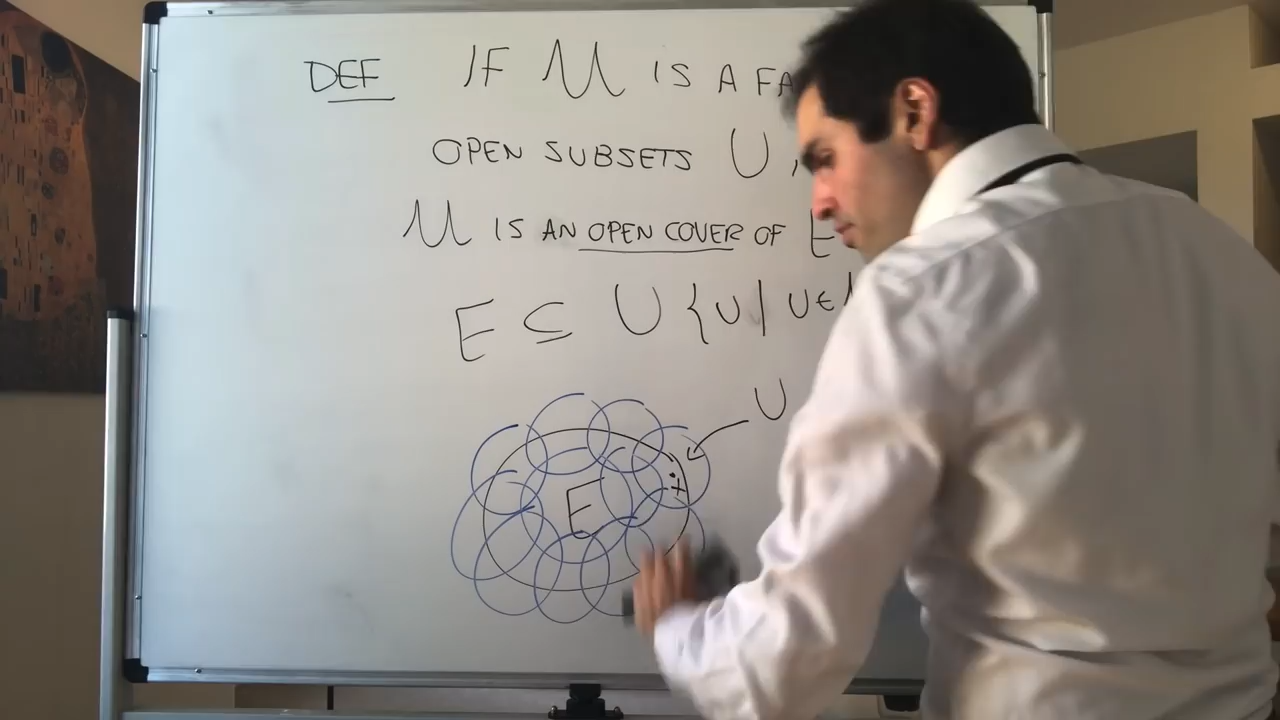 DEF IF 𝒰 IS A FA
OPEN SUBSETS U,
𝒰 IS AN OPEN COVER OF E
E ⊆ ∪ {U | U ∈
U
E
x